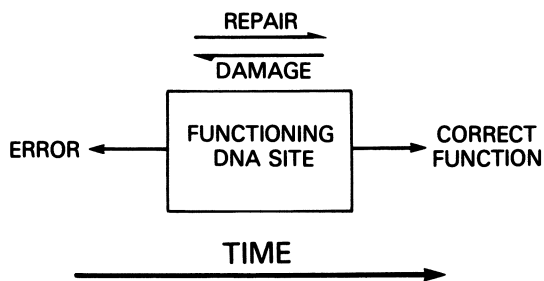 REPAIR
DAMAGE
ERROR
FUNCTIONING
DNA SITE
CORRECT
FUNCTION
TIME